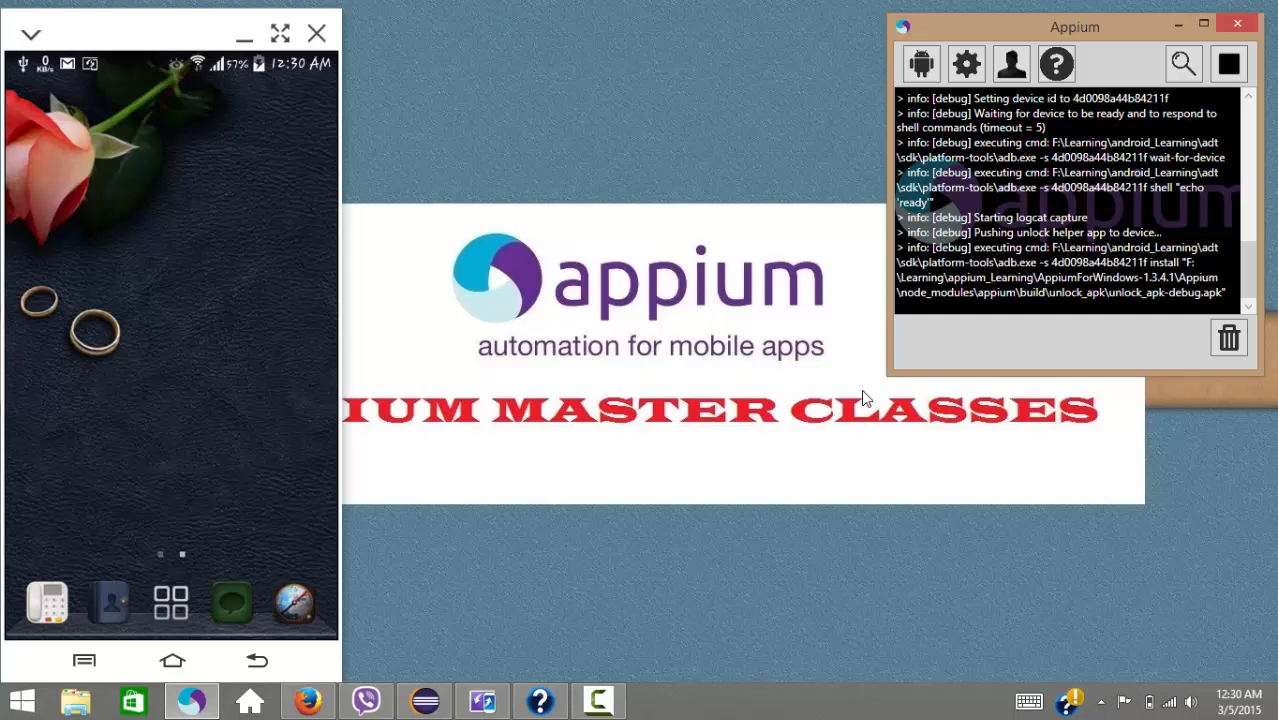 0
KB/s
57%
12:30 AM
Appium
> info: [debug] Setting device id to 4d0098a44b84211f
> info: [debug] Waiting for device to be ready and to respond to
shell commands (timeout = 5)
> info: [debug] executing cmd: F:\Learning\android_Learning\adt
\sdk\platform-tools\adb.exe -s 4d0098a44b84211f wait-for-device
> info: [debug] executing cmd: F:\Learning\android_Learning\adt
\sdk\platform-tools\adb.exe -s 4d0098a44b84211f shell "echo
'ready'"
> info: [debug] Starting logcat capture
> info: [debug] Pushing unlock helper app to device...
> info: [debug] executing cmd: F:\Learning\android_Learning\adt
\sdk\platform-tools\adb.exe -s 4d0098a44b84211f install "F:
\Learning\appium_Learning\AppiumForWindows-1.3.4.1\Appium
\node_modules\appium\build\unlock_apk\unlock_apk-debug.apk"
appium
automation for mobile apps
IUM MASTER CLASSES
12:30 AM
3/5/2015